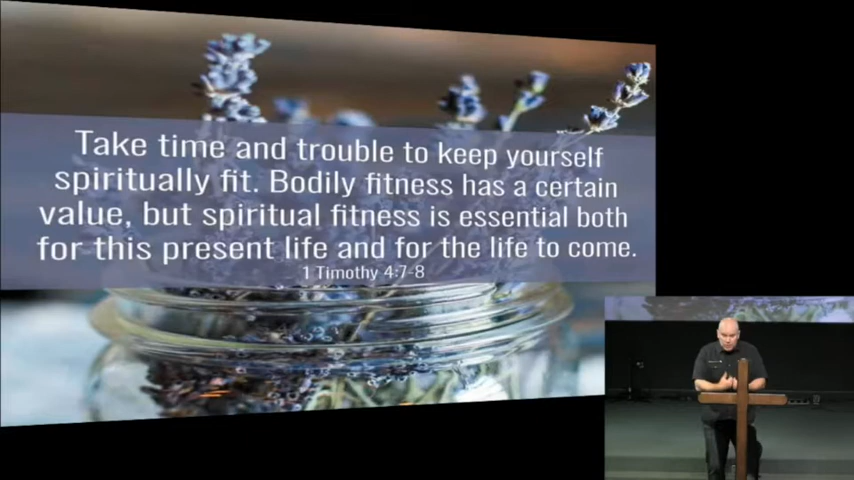 Take time and trouble to keep yourself
spiritually fit. Bodily fitness has a certain
value, but spiritual fitness is essential both
for this present life and for the life to come.
1 Timothy 4:7-8